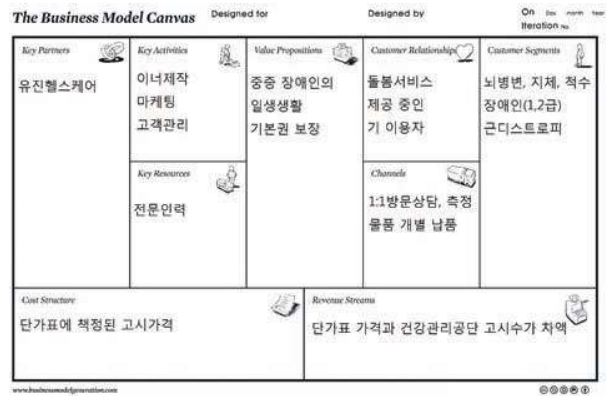 The Business Model Canvas
Designed for
Designed by
On Day month Year
Iteration No.
Key Partners
유진헬스케어
Key Activities
이너제작
마케팅
고객관리
Key Resources
전문인력
Value Propositions
중증 장애인의
일생생활
기본권 보장
Customer Relationships
돌봄서비스
제공 중인
기 이용자
Channels
1:1방문상담, 측정
물품 개별 납품
Customer Segments
뇌병변, 지체, 척수
장애인(1,2급)
근디스트로피
Cost Structure
단가표에 책정된 고시가격
Revenue Streams
단가표 가격과 건강관리공단 고시수가 차액
www.businessmodelgeneration.com